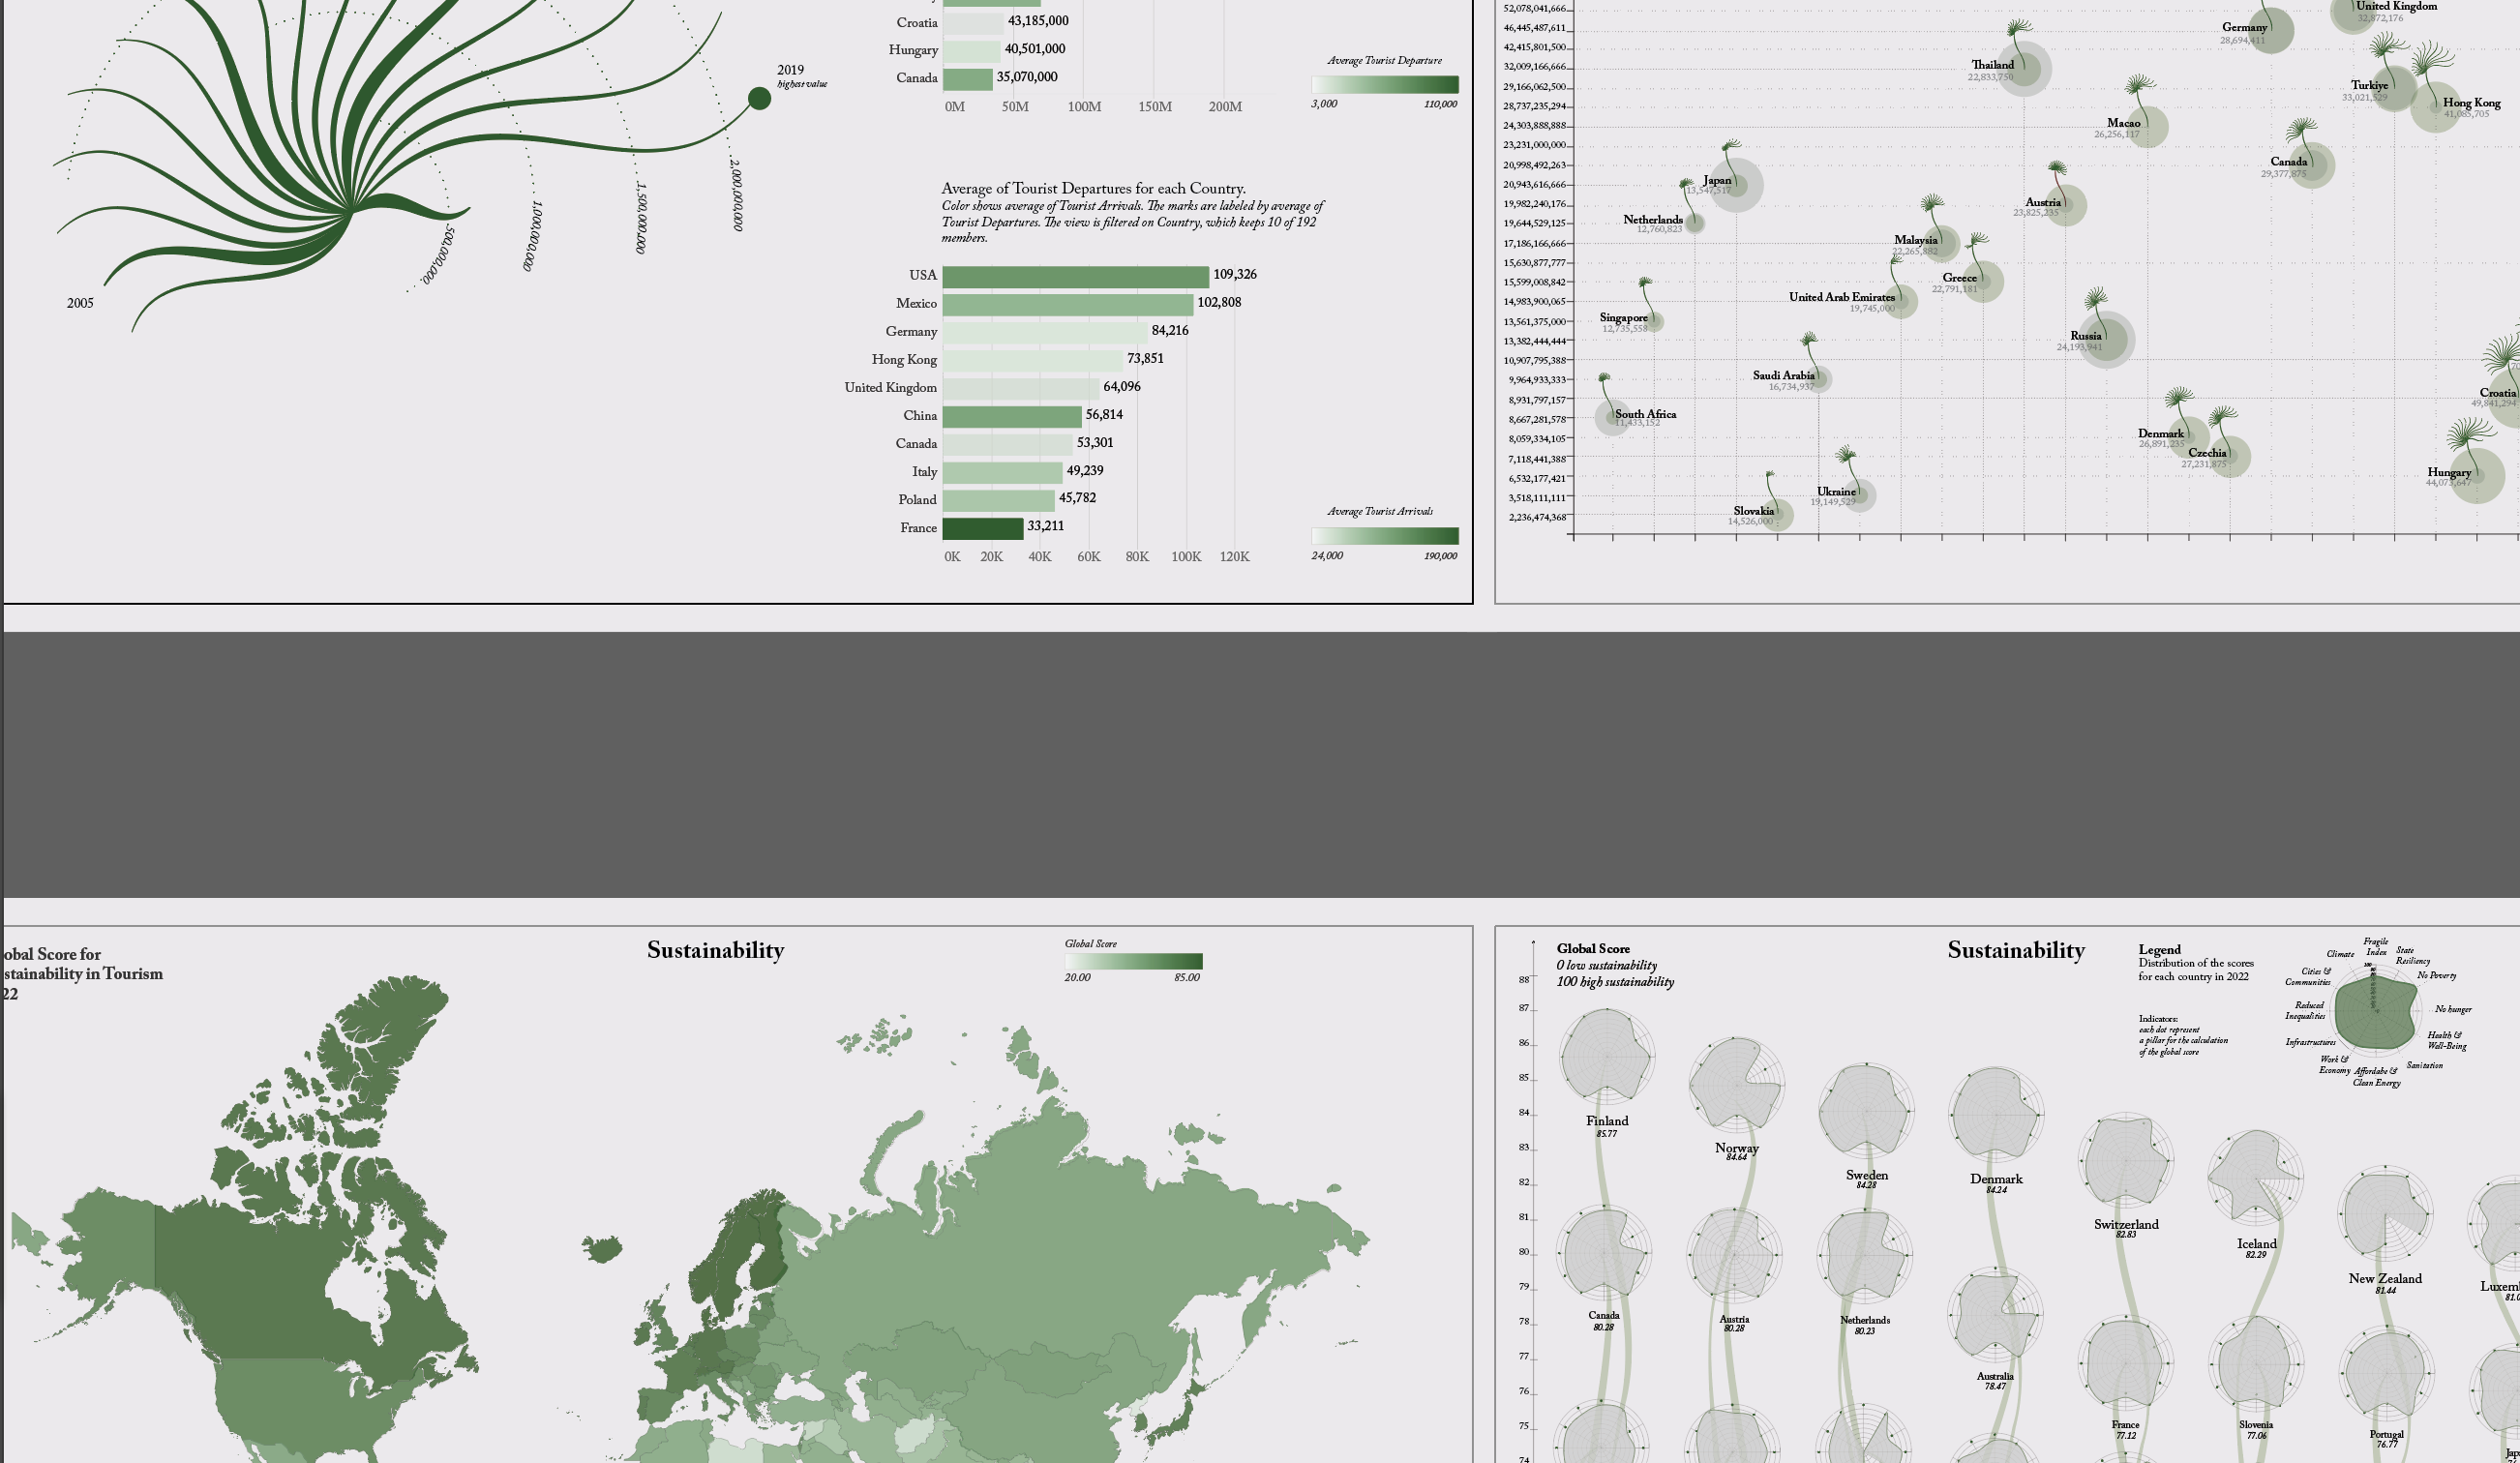 2019
highest value
500,000,000
1,000,000,000
1,500,000,000
2,000,000,000
2005
Croatia 43,185,000
Hungary 40,501,000
Canada 35,070,000
0M 50M 100M 150M 200M
Average Tourist Departure
3,000 110,000
Average of Tourist Departures for each Country.
Color shows average of Tourist Arrivals. The marks are labeled by average of
Tourist Departures. The view is filtered on Country, which keeps 10 of 192
members.
USA 109,326
Mexico 102,808
Germany 84,216
Hong Kong 73,851
United Kingdom 64,096
China 56,814
Canada 53,301
Italy 49,239
Poland 45,782
France 33,211
0K 20K 40K 60K 80K 100K 120K
Average Tourist Arrivals
24,000 190,000
52,078,041,666
46,445,487,611
42,415,801,500
32,009,166,666
29,166,062,500
28,737,235,294
24,303,888,888
23,231,000,000
20,998,492,263
20,943,616,666
19,982,240,176
19,644,529,125
17,186,166,666
15,630,877,777
15,599,008,842
14,983,900,065
13,561,375,000
13,382,444,444
10,907,795,388
9,964,933,333
8,931,797,157
8,667,281,578
8,059,334,105
7,118,441,388
6,532,177,421
3,518,111,111
2,236,474,368
United Kingdom
32,872,176
Germany
28,694,411
Thailand
22,833,750
Turkiye
33,021,529
Hong Kong
41,085,705
Macao
26,256,117
Canada
29,377,875
Japan
13,547,517
Netherlands
12,760,823
Austria
23,825,235
Malaysia
22,265,882
Greece
22,791,181
United Arab Emirates
19,745,000
Singapore
12,735,558
Russia
24,193,941
Saudi Arabia
16,734,937
Croatia
49,841,294
South Africa
11,433,152
Denmark
26,891,235
Czechia
27,231,875
Hungary
44,073,647
Ukraine
19,149,529
Slovakia
14,526,000
obal Score for
stainability in Tourism
22
Sustainability
Global Score
20.00 85.00
Global Score
0 low sustainability
100 high sustainability
Sustainability
Legend
Distribution of the scores
for each country in 2022
Indicators:
each dot represent
a pillar for the calculation
of the global score
Fragile
Index
State
Resiliency
No Poverty
No hunger
Health &
Well-Being
Sanitation
Affordabe &
Clean Energy
Work &
Economy
Infrastructures
Reduced
Inequalities
Cities &
Communities
Climate
88
87
86
85
84
83
82
81
80
79
78
77
76
75
74
Finland
85.77
Norway
84.64
Sweden
84.28
Denmark
84.24
Switzerland
82.83
Iceland
82.29
New Zealand
81.44
Luxem
81.0
Canada
80.28
Austria
80.28
Netherlands
80.23
Australia
78.47
France
77.12
Slovenia
77.06
Portugal
76.77
Jap